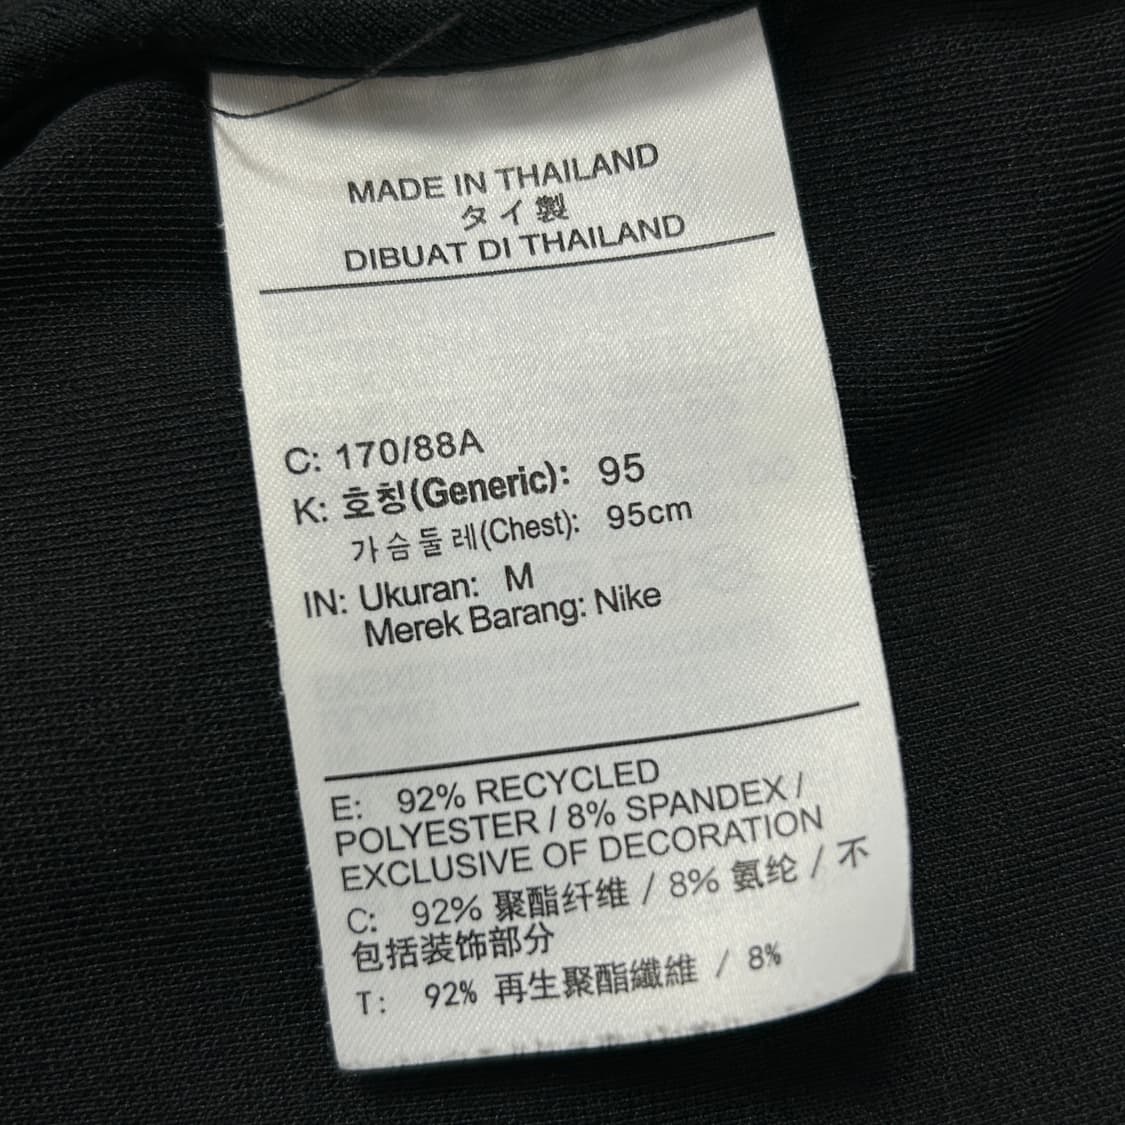 MADE IN THAILAND
タイ製
DIBUAT DI THAILAND
C: 170/88A
K: 호칭(Generic): 95
가슴둘레(Chest): 95cm
IN: Ukuran: M
Merek Barang: Nike
E: 92% RECYCLED
POLYESTER / 8% SPANDEX /
EXCLUSIVE OF DECORATION
C: 92% 聚酯纤维 / 8% 氨纶 / 不
包括装饰部分
T: 92% 再生聚酯纖維 / 8%